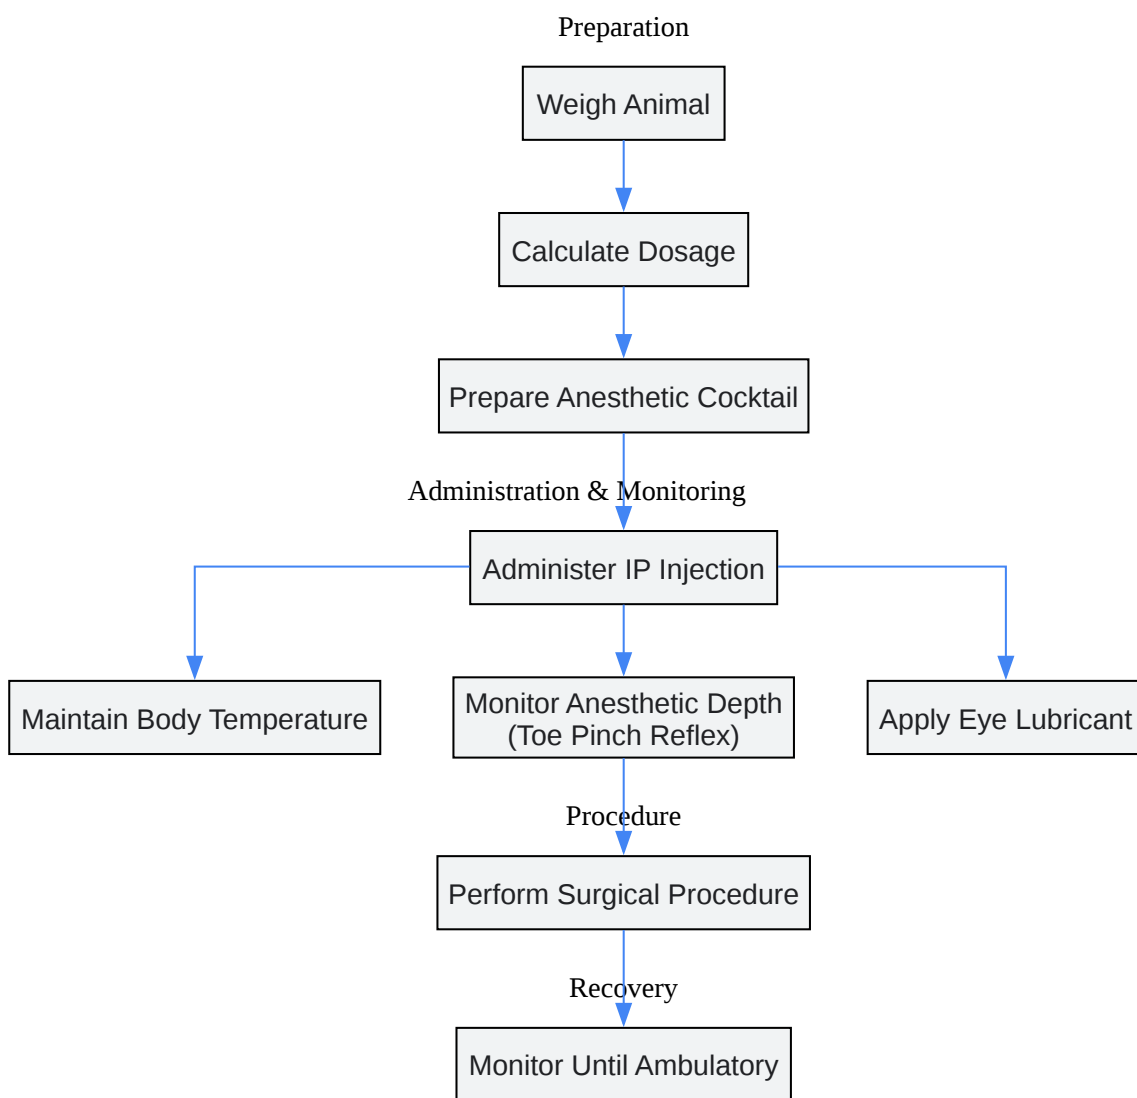 Preparation
Weigh Animal
Calculate Dosage
Prepare Anesthetic Cocktail
Administration & Monitoring
Administer IP Injection
Maintain Body Temperature
Monitor Anesthetic Depth
(Toe Pinch Reflex)
Apply Eye Lubricant
Procedure
Perform Surgical Procedure
Recovery
Monitor Until Ambulatory